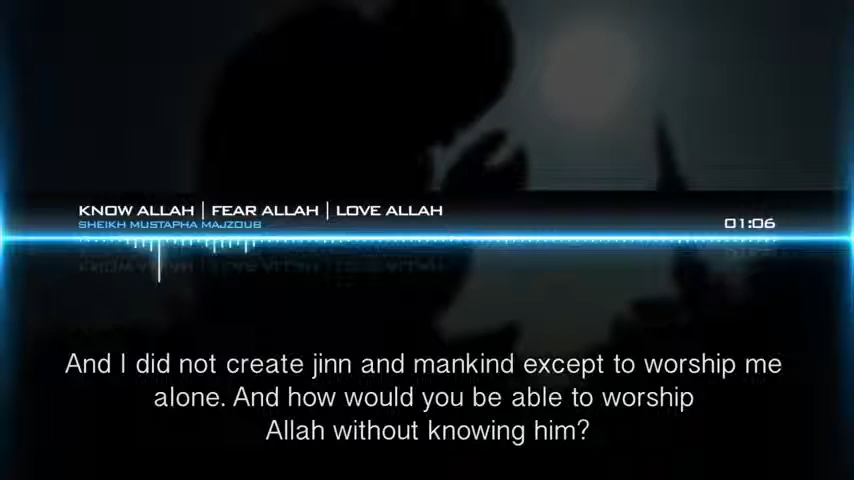 KNOW ALLAH | FEAR ALLAH | LOVE ALLAH
SHEIKH MUSTAPHA MAJZOUB
01:06
And I did not create jinn and mankind except to worship me
alone. And how would you be able to worship
Allah without knowing him?